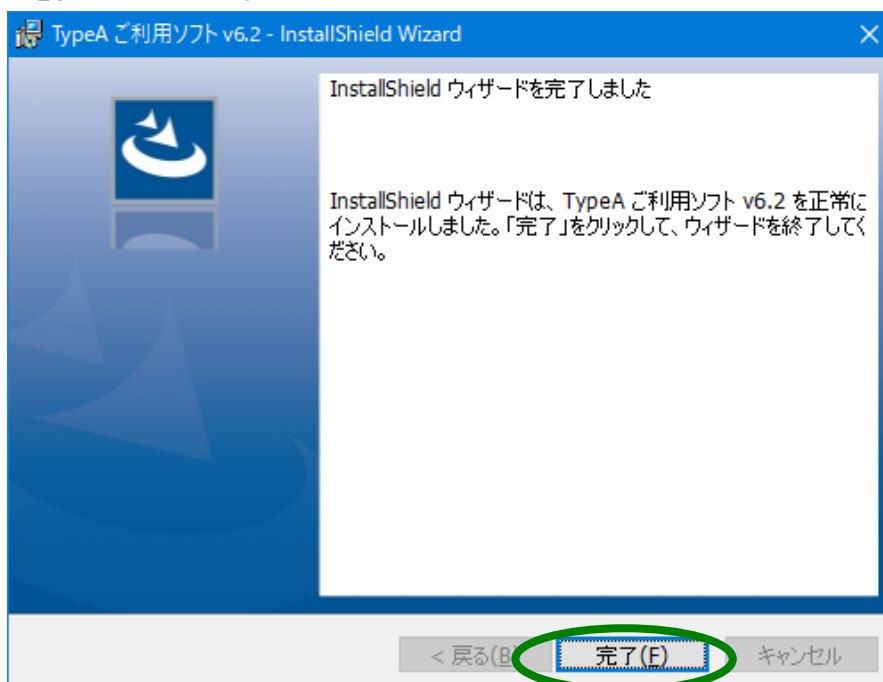 TypeA ご利用ソフト v6.2 - InstallShield Wizard
InstallShield ウィザードを完了しました
InstallShield ウィザードは、TypeA ご利用ソフト v6.2 を正常に
インストールしました。「完了」をクリックして、ウィザードを終了してく
ださい。
< 戻る(B 完了(F) キャンセル